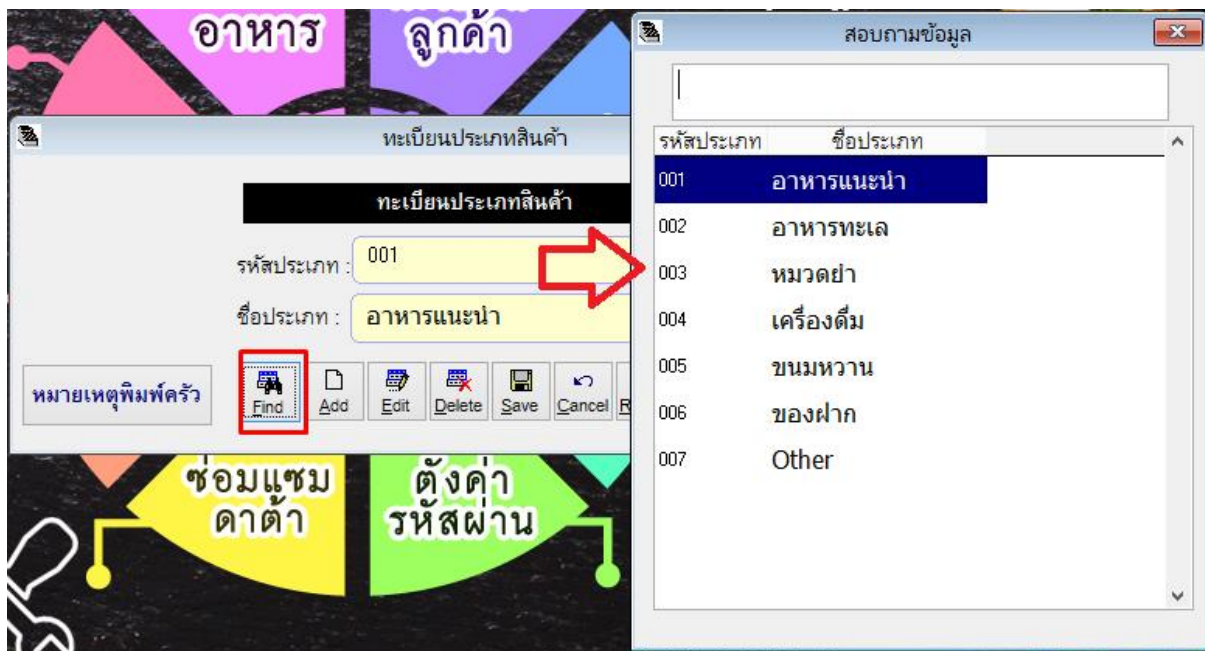 อาหาร
ลูกค้า
ทะเบียนประเภทสินค้า
ทะเบียนประเภทสินค้า
รหัสประเภท : 001
ชื่อประเภท : อาหารแนะนำ
หมายเหตุพิมพ์ครัว
Find Add Edit Delete Save Cancel
ซ่อมแซม
ดาต้า
ตั้งค่า
รหัสผ่าน
สอบถามข้อมูล
รหัสประเภท ชื่อประเภท
001 อาหารแนะนำ
002 อาหารทะเล
003 หมวดยำ
004 เครื่องดื่ม
005 ขนมหวาน
006 ของฝาก
007 Other